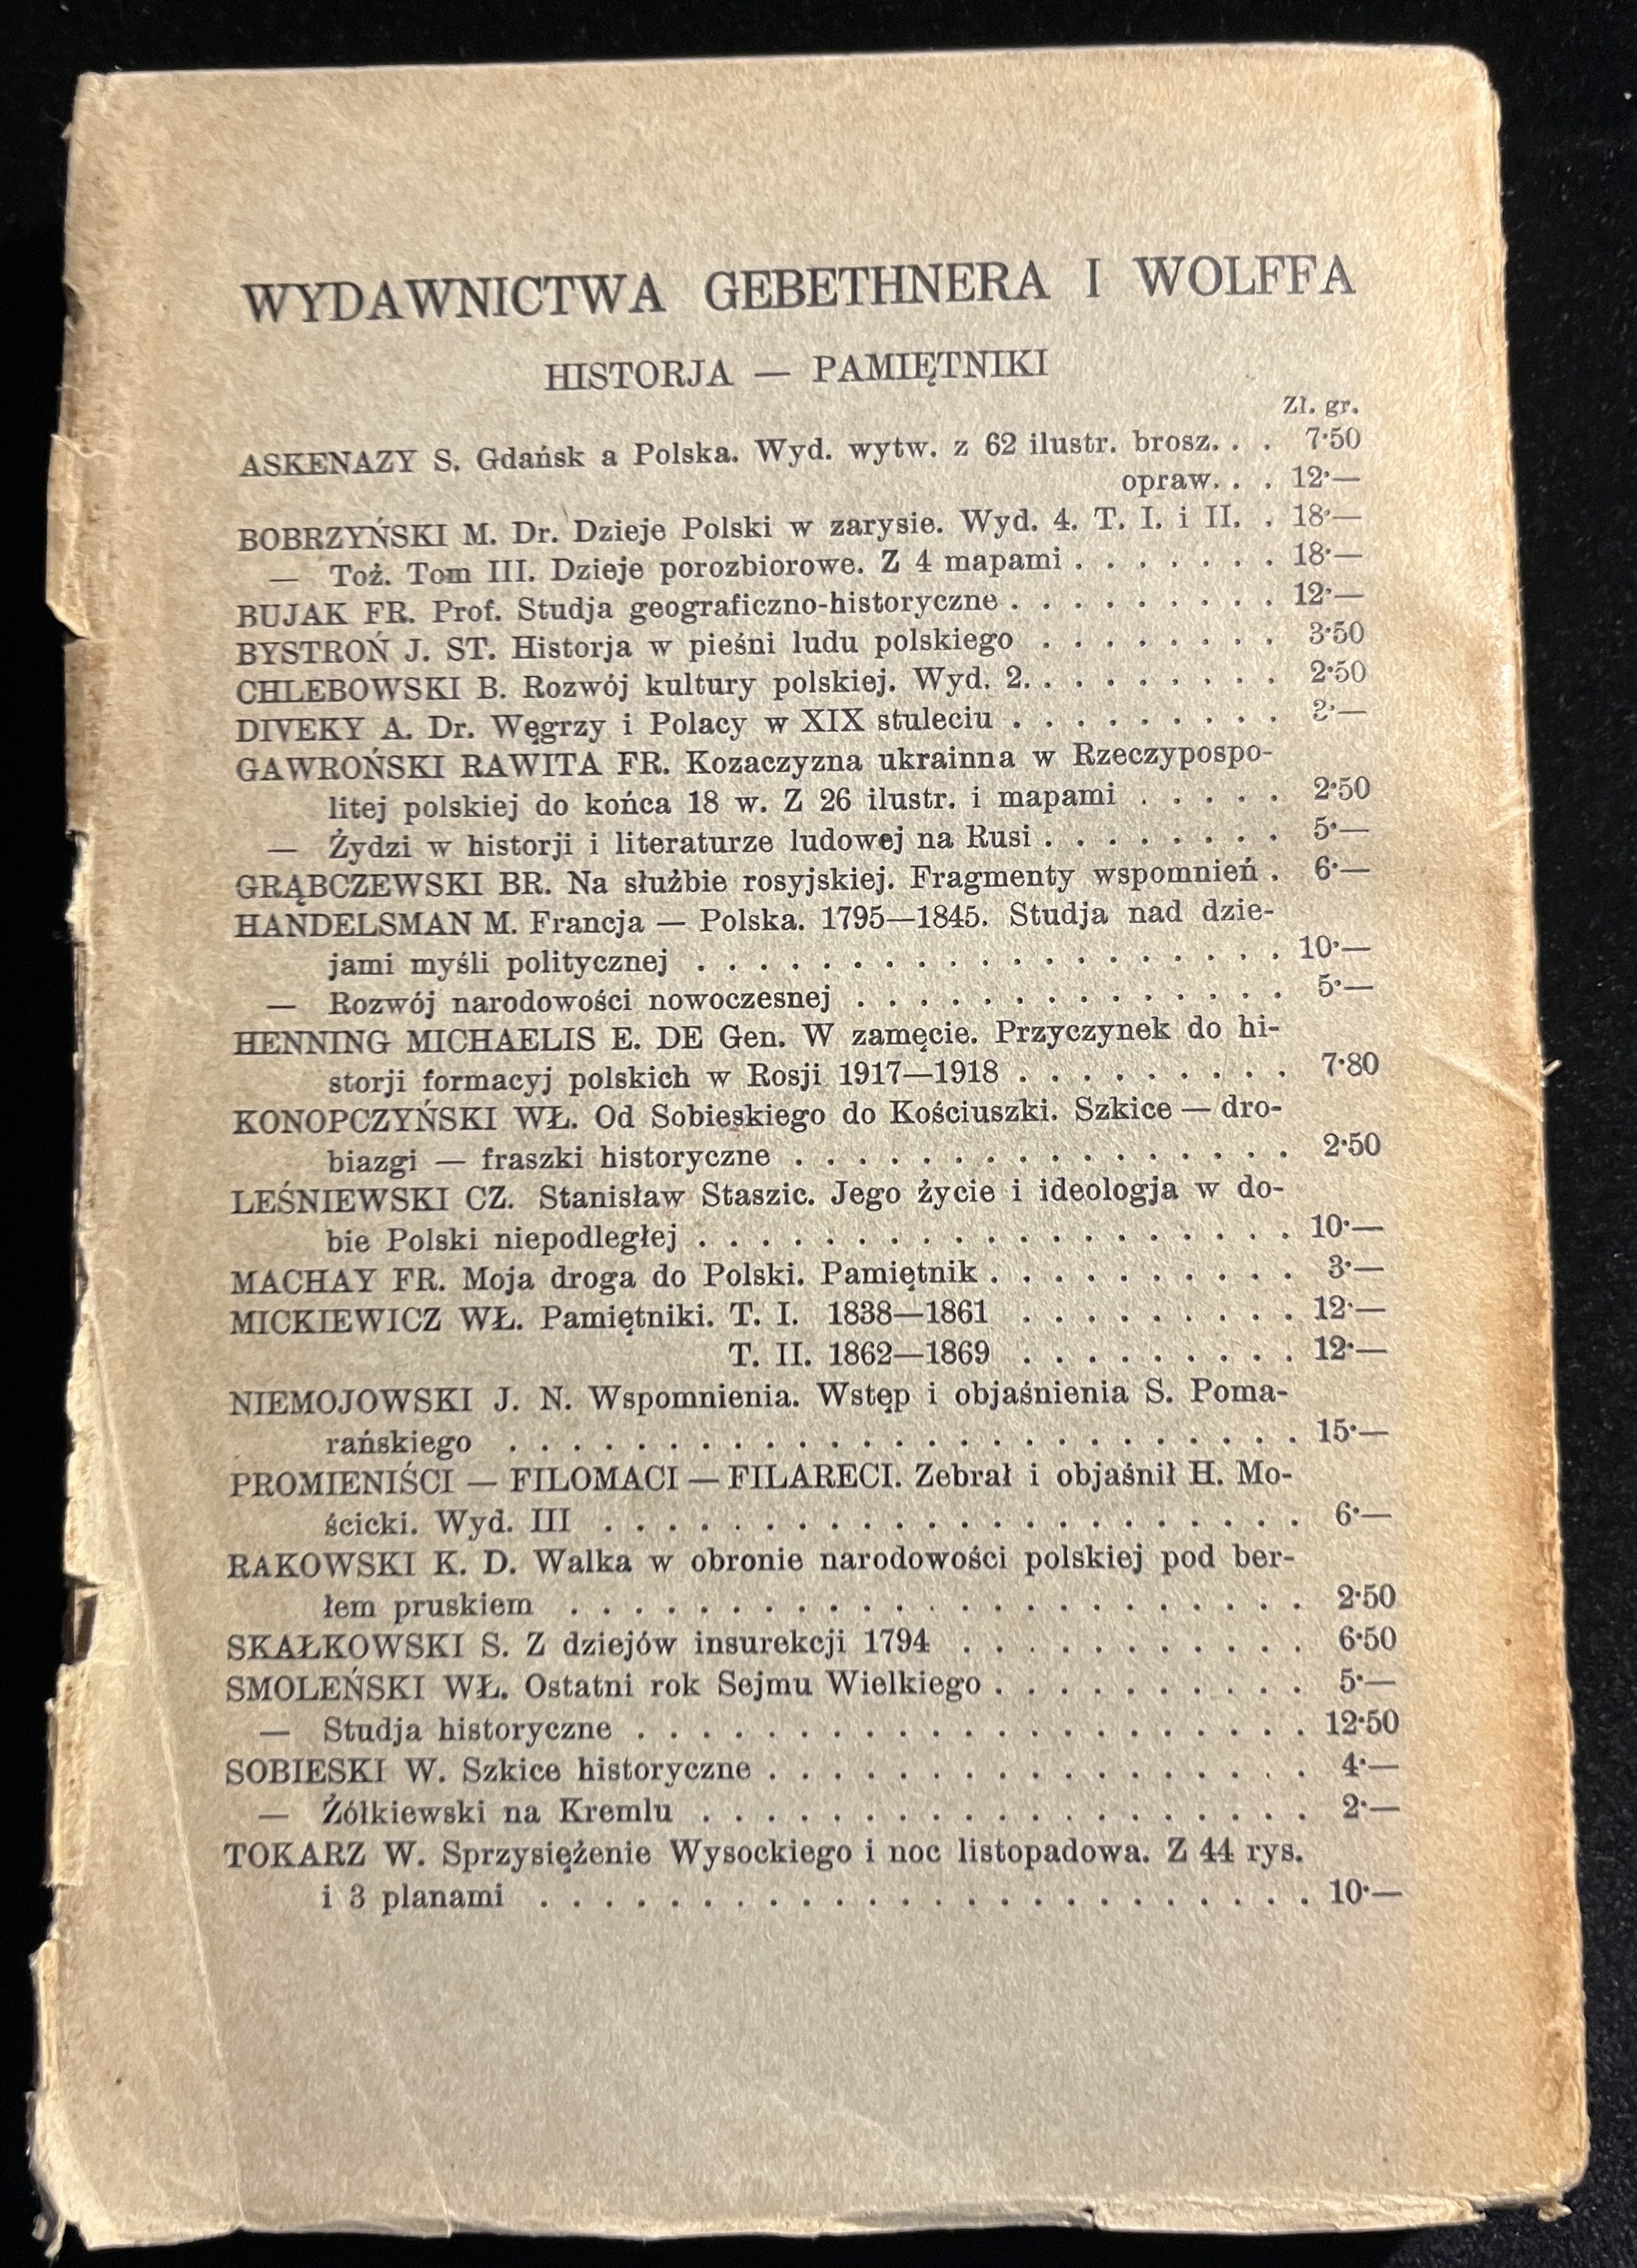 WYDAWNICTWA GEBETHNERA I WOLFFA
HISTORJA — PAMIĘTNIKI
Zł. gr.
ASKENAZY S. Gdańsk a Polska. Wyd. wytw. z 62 ilustr. brosz. . . 7·50
opraw. . . 12·—
BOBRZYŃSKI M. Dr. Dzieje Polski w zarysie. Wyd. 4. T. I. i II. . 18·—
— Toż. Tom III. Dzieje porozbiorowe. Z 4 mapami . . . . . . . 18·—
BUJAK FR. Prof. Studja geograficzno-historyczne . . . . . . . . . 12·—
BYSTROŃ J. ST. Historja w pieśni ludu polskiego . . . . . . . . 3·50
CHLEBOWSKI B. Rozwój kultury polskiej. Wyd. 2. . . . . . . . . 2·50
DIVEKY A. Dr. Węgrzy i Polacy w XIX stuleciu . . . . . . . . .
GAWROŃSKI RAWITA FR. Kozaczyzna ukrainna w Rzeczypospo-
litej polskiej do końca 18 w. Z 26 ilustr. i mapami . . . . . 2·50
— Żydzi w historji i literaturze ludowej na Rusi . . . . . . . . 5·—
GRĄBCZEWSKI BR. Na służbie rosyjskiej. Fragmenty wspomnień . 6·—
HANDELSMAN M. Francja — Polska. 1795—1845. Studja nad dzie-
jami myśli politycznej . . . . . . . . . . . . . . . . . . . 10·—
— Rozwój narodowości nowoczesnej . . . . . . . . . . . . . . 5·—
HENNING MICHAELIS E. DE Gen. W zamęcie. Przyczynek do hi-
storji formacyj polskich w Rosji 1917—1918 . . . . . . . . . 7·80
KONOPCZYŃSKI WŁ. Od Sobieskiego do Kościuszki. Szkice — dro-
biazgi — fraszki historyczne . . . . . . . . . . . . . . . . 2·50
LEŚNIEWSKI CZ. Stanisław Staszic. Jego życie i ideologja w do-
bie Polski niepodległej . . . . . . . . . . . . . . . . . . . 10·—
MACHAY FR. Moja droga do Polski. Pamiętnik . . . . . . . . . . 3·—
MICKIEWICZ WŁ. Pamiętniki. T. I. 1838—1861 . . . . . . . . . 12·—
T. II. 1862—1869 . . . . . . . . . 12·—
NIEMOJOWSKI J. N. Wspomnienia. Wstęp i objaśnienia S. Poma-
rańskiego . . . . . . . . . . . . . . . . . . . . . . . . . 15·—
PROMIENIŚCI — FILOMACI — FILARECI. Zebrał i objaśnił H. Mo-
ścicki. Wyd. III . . . . . . . . . . . . . . . . . . . . . . 6·—
RAKOWSKI K. D. Walka w obronie narodowości polskiej pod ber-
łem pruskiem . . . . . . . . . . . . . . . . . . . . . . . 2·50
SKAŁKOWSKI S. Z dziejów insurekcji 1794 . . . . . . . . . . . 6·50
SMOLEŃSKI WŁ. Ostatni rok Sejmu Wielkiego . . . . . . . . . . 5·—
— Studja historyczne . . . . . . . . . . . . . . . . . . . . . 12·50
SOBIESKI W. Szkice historyczne . . . . . . . . . . . . . . . . . 4·—
— Żółkiewski na Kremlu . . . . . . . . . . . . . . . . . . . 2·—
TOKARZ W. Sprzysiężenie Wysockiego i noc listopadowa. Z 44 rys.
i 3 planami . . . . . . . . . . . . . . . . . . . . . . . . 10·—